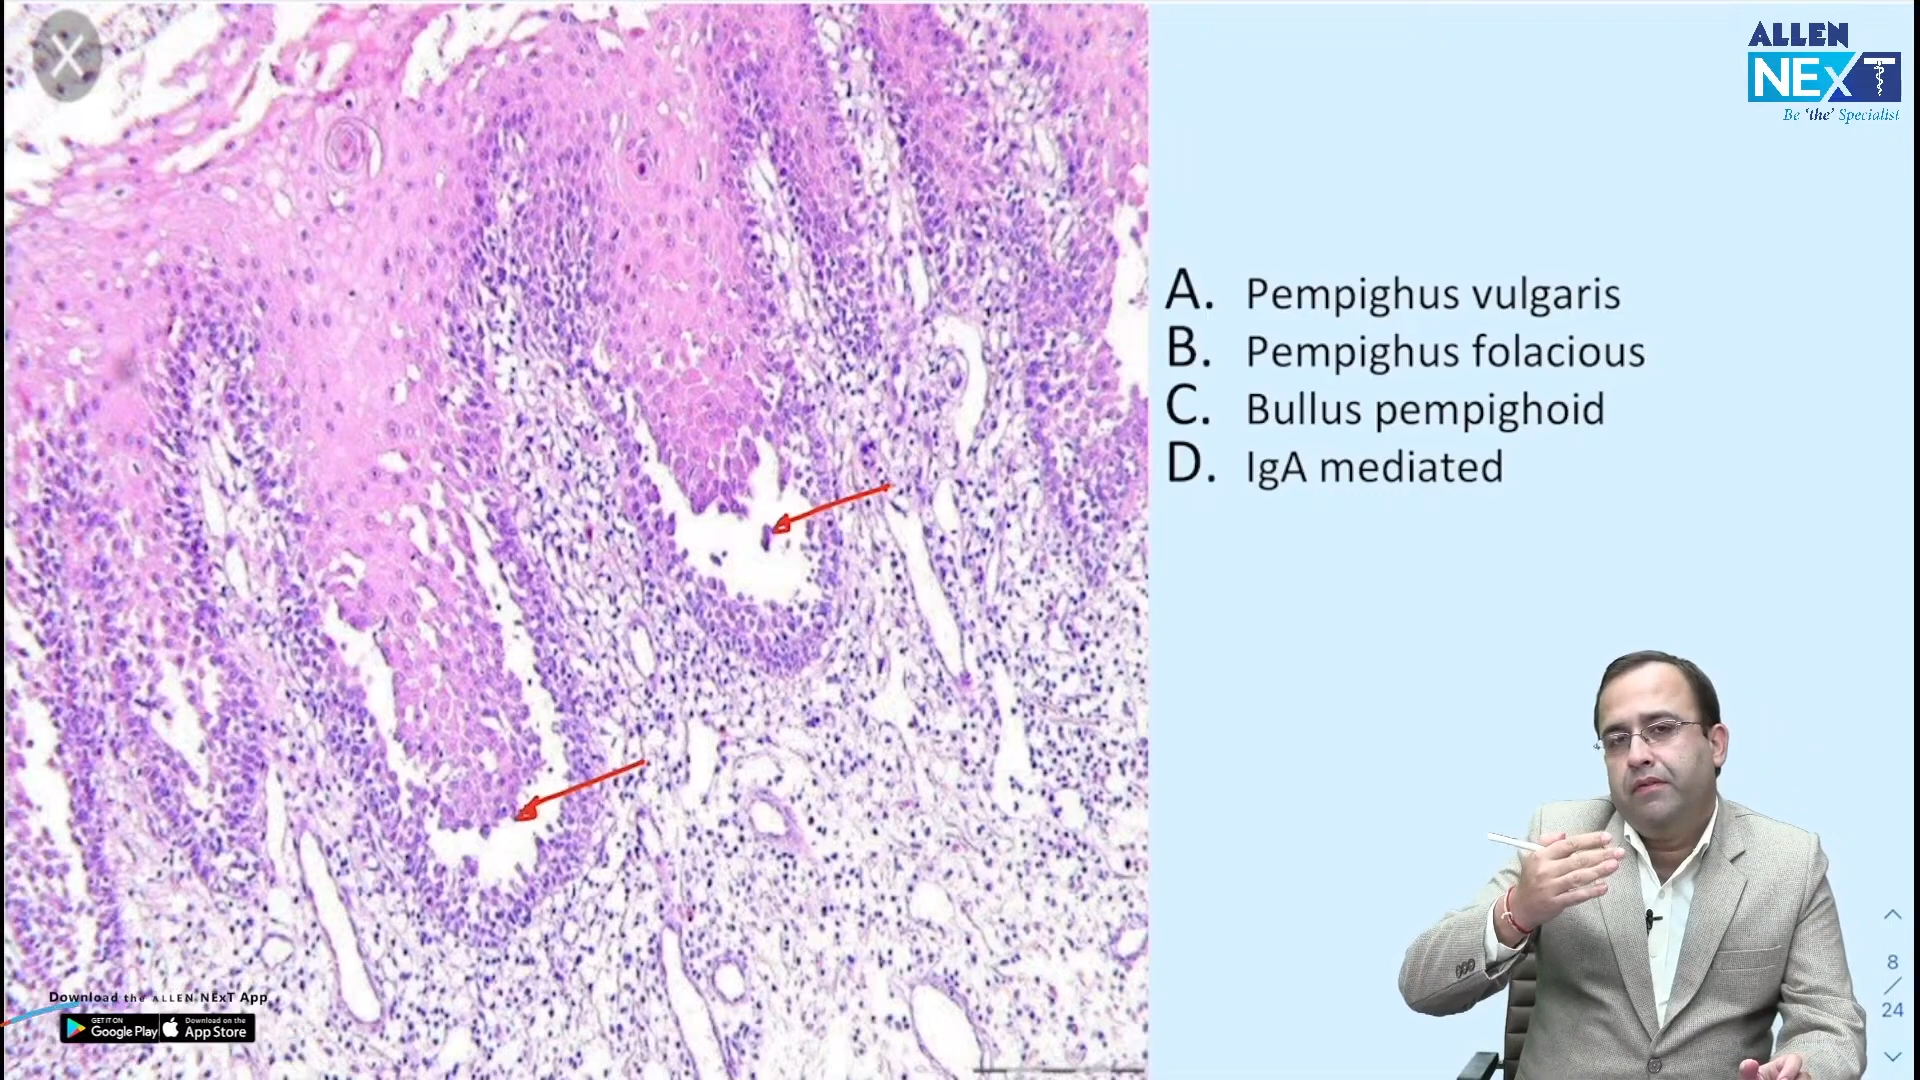 X
ALLEN
NExT
Be 'the' Specialist
A. Pempighus vulgaris
B. Pempighus folacious
C. Bullus pempighoid
D. IgA mediated
8
/
24
Download the ALLEN NExT App
GET IT ON
Google Play
Download on the
App Store